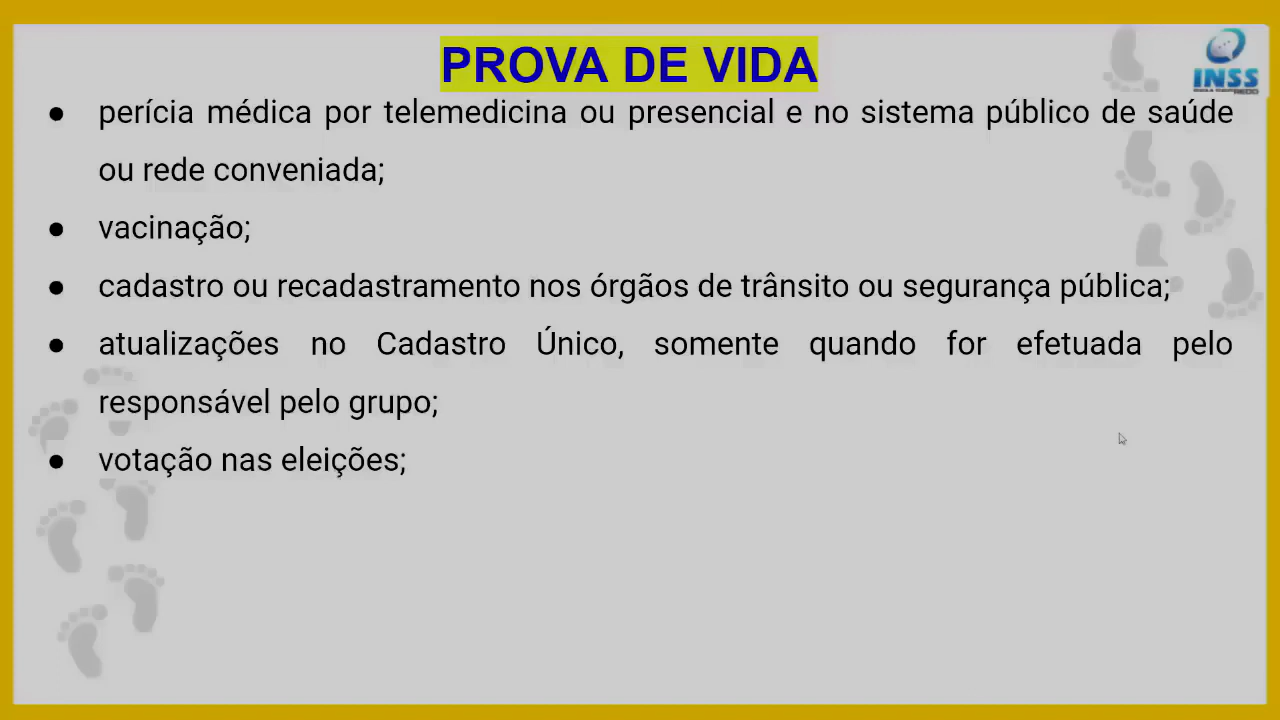 PROVA DE VIDA
INSS
● perícia médica por telemedicina ou presencial e no sistema público de saúde
ou rede conveniada;
● vacinação;
● cadastro ou recadastramento nos órgãos de trânsito ou segurança pública;
● atualizações no Cadastro Único, somente quando for efetuada pelo
responsável pelo grupo;
● votação nas eleições;